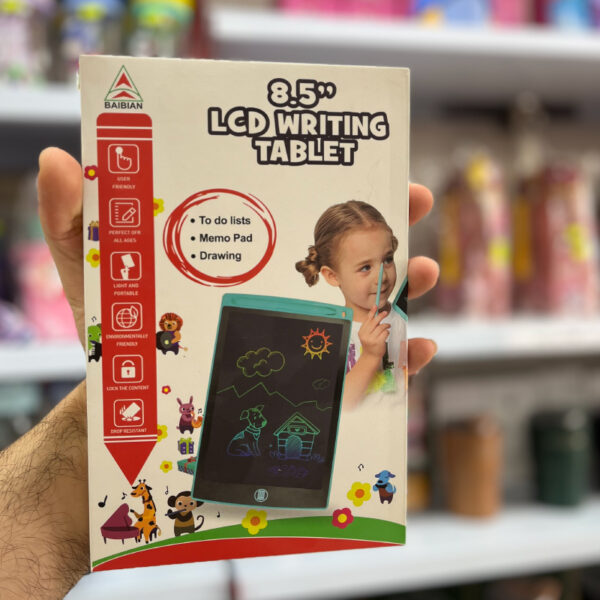 BAIBIAN
8.5”
LCD WRITING
TABLET
USER
FRIENDLY
PERFECT OFR
ALL AGES
LIGHT AND
PORTABLE
ENVIRONMENTALLY
FRIENDLY
LOCK THE CONTENT
DROP RESISTANT
• To do lists
• Memo Pad
• Drawing